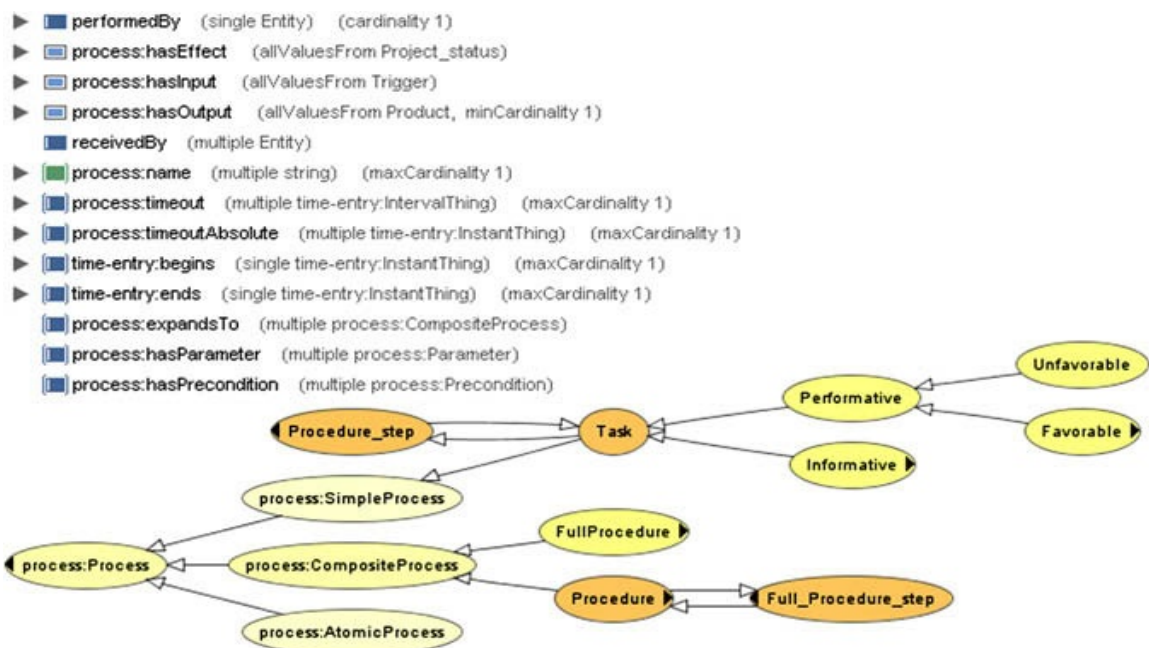 performedBy (single Entity) (cardinality 1)
process:hasEffect (allValuesFrom Project_status)
process:hasInput (allValuesFrom Trigger)
process:hasOutput (allValuesFrom Product, minCardinality 1)
receivedBy (multiple Entity)
process:name (multiple string) (maxCardinality 1)
process:timeout (multiple time-entry:IntervalThing) (maxCardinality 1)
process:timeoutAbsolute (multiple time-entry:InstantThing) (maxCardinality 1)
time-entry:begins (single time-entry:InstantThing) (maxCardinality 1)
time-entry:ends (single time-entry:InstantThing) (maxCardinality 1)
process:expandsTo (multiple process:CompositeProcess)
process:hasParameter (multiple process:Parameter)
process:hasPrecondition (multiple process:Precondition)
Unfavorable
Performative
Procedure_step
Task
Favorable
Informative
process:SimpleProcess
FullProcedure
process:Process
process:CompositeProcess
Procedure
Full_Procedure_step
process:AtomicProcess